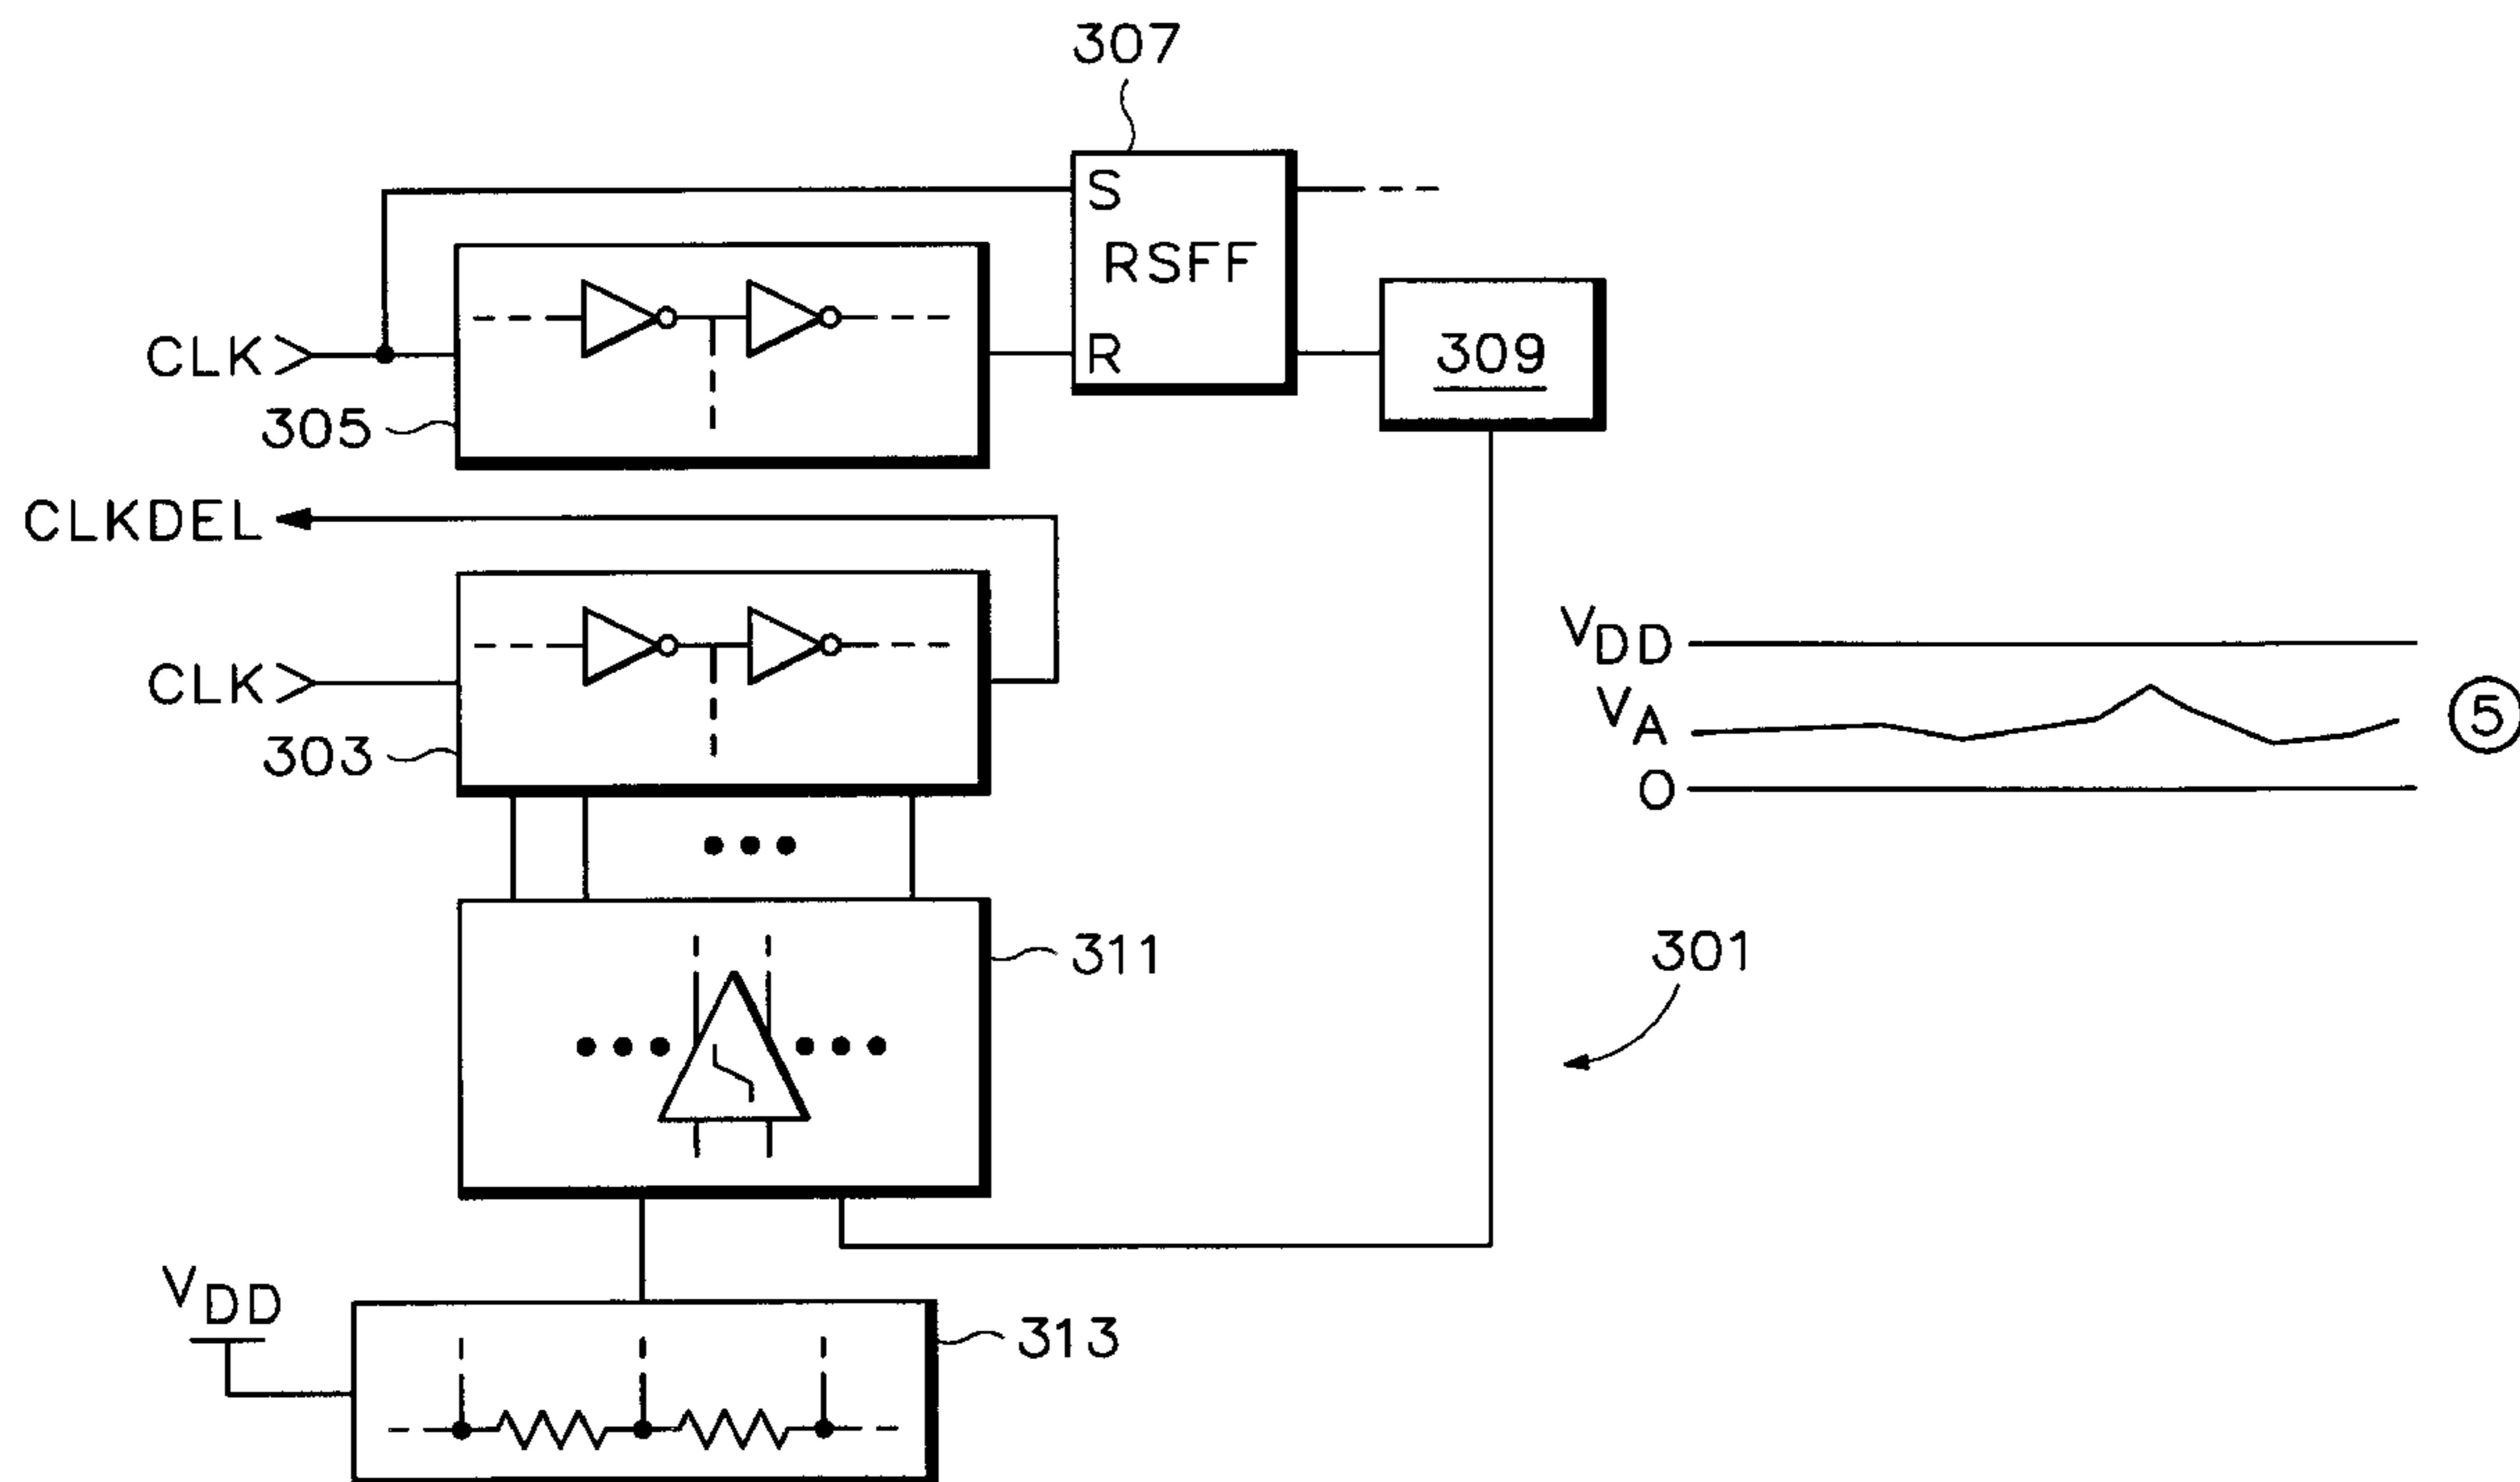 307
S
RSFF
R
309
CLK
305
CLKDEL
CLK
303
VDD
VA
0
5
311
301
VDD
313